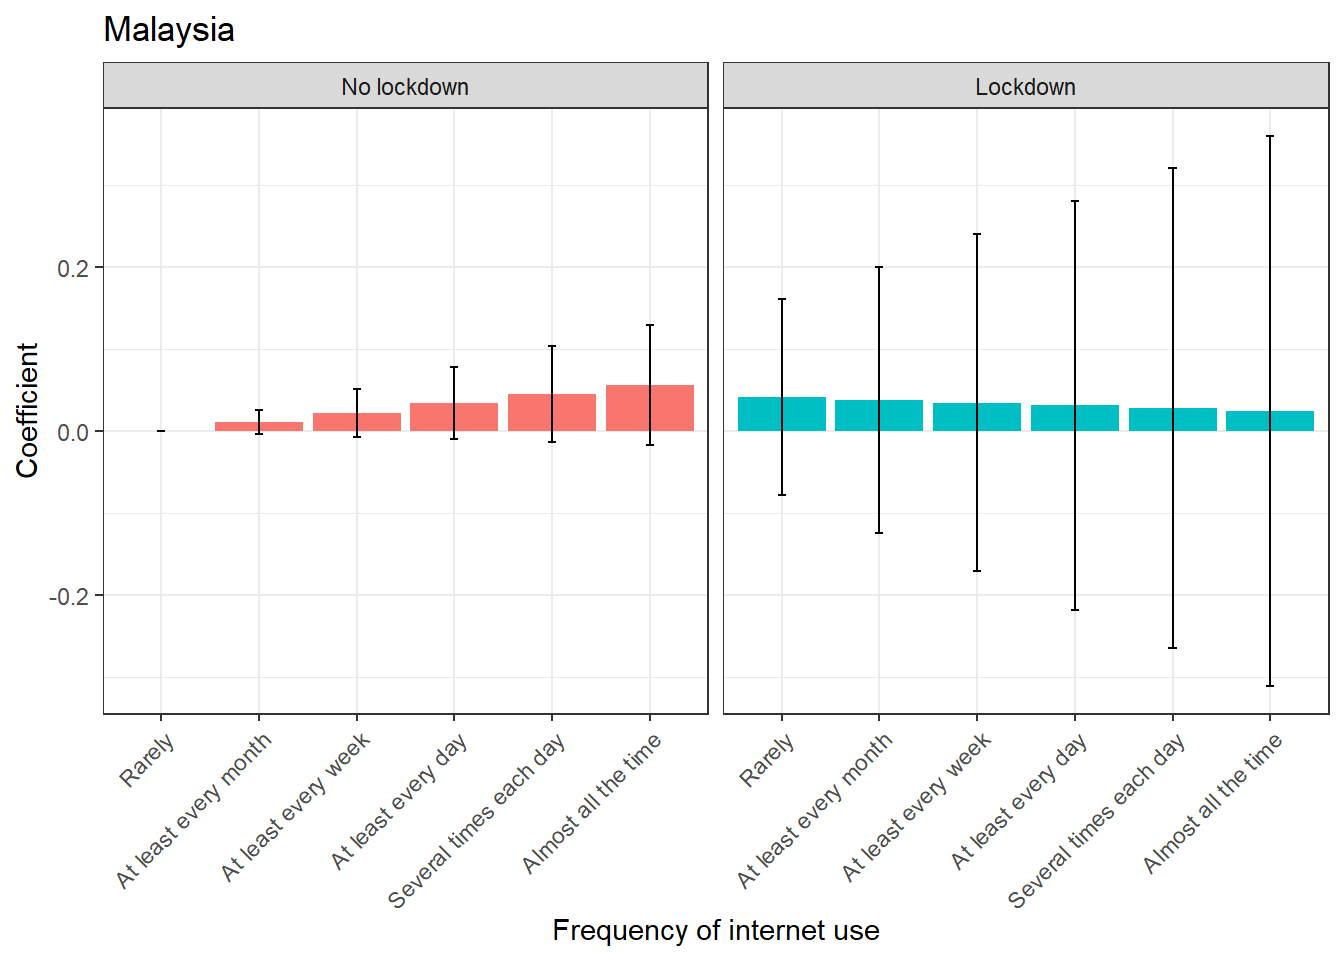 Malaysia
No lockdown
Lockdown
Coefficient
0.2
0.0
-0.2
Rarely
At least every month
At least every week
At least every day
Several times each day
Almost all the time
Rarely
At least every month
At least every week
At least every day
Several times each day
Almost all the time
Frequency of internet use